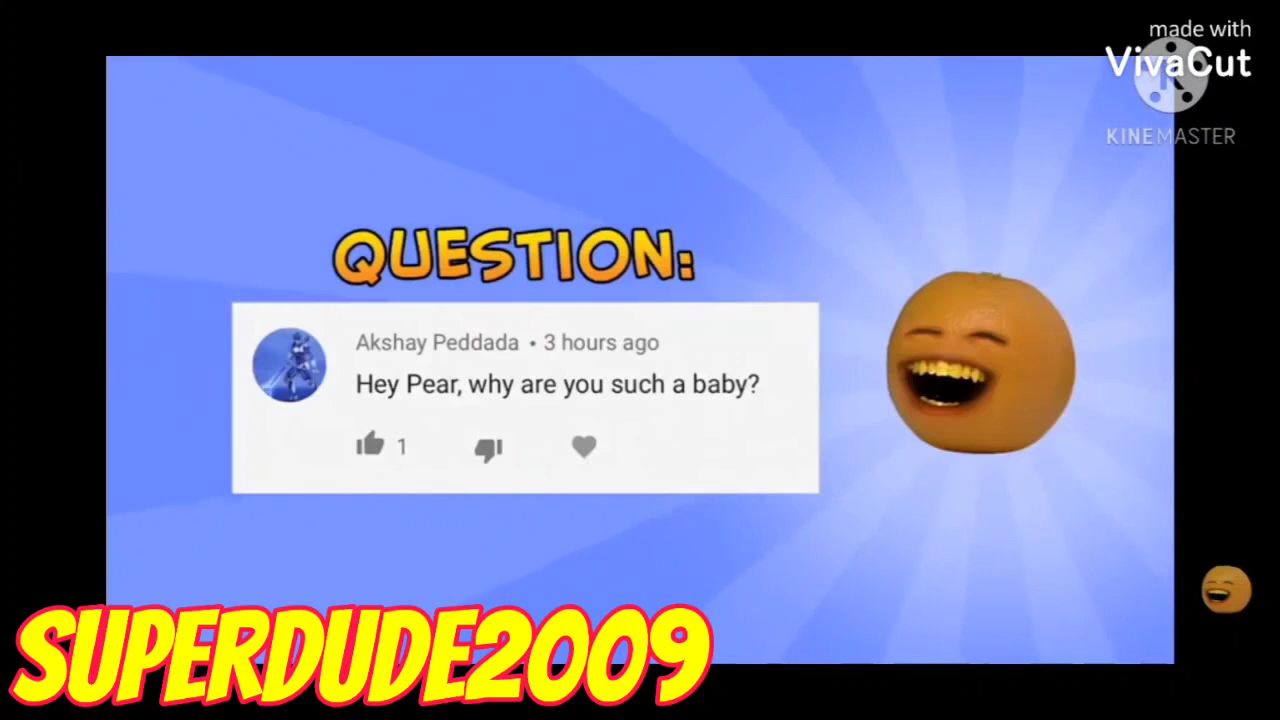 made with
VivaCut
KINEMASTER
QUESTION:
Akshay Peddada • 3 hours ago
Hey Pear, why are you such a baby?
1
SUPERDUDE2009